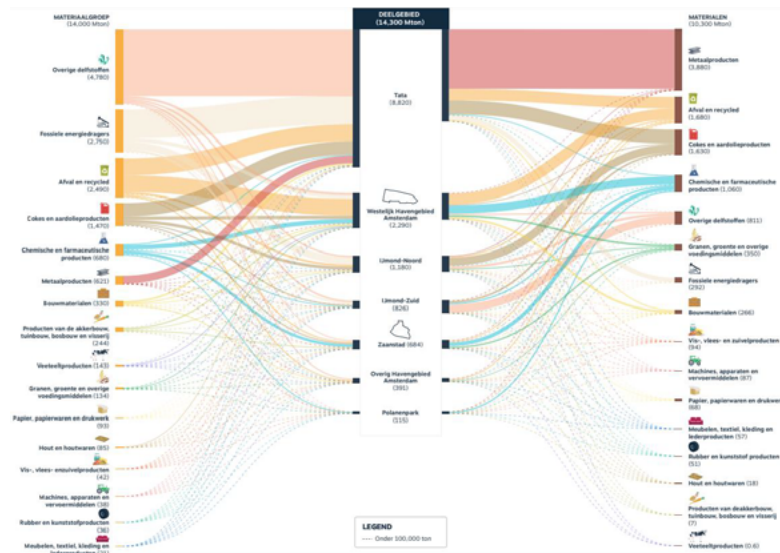 MATERIAALGROEP
(14,000 Mton)
Overige delfstoffen
(4,780)
Fossiele energiedragers
(2,750)
Afval en recycled
(2,490)
Cokes en aardolieproducten
(1,470)
Chemische en farmaceutische
producten (680)
Metaalproducten (621)
Bouwmaterialen (330)
Producten van de akkerbouw,
tuinbouw, bosbouw en visserij
(244)
Veeteeltproducten (143)
Granen, groente en overige
voedingsmiddelen (134)
Papier, papierwaren en drukwerk
(93)
Hout en houtwaren (85)
Vis-, vlees- enzuivelproducten
(42)
Machines, apparaten en
vervoermiddelen (38)
Rubber en kunststofproducten
(36)
Meubelen, textiel, kleding en
DEELGEBIED
(14,300 Mton)
Tata
(8,820)
Westelijk Havengebied
Amsterdam
(2,290)
IJmond-Noord
(1,180)
IJmond-Zuid
(826)
Zaanstad (684)
Overig Havengebied
Amsterdam
(391)
Polanenpark
(115)
LEGEND
Onder 100,000 ton
MATERIALEN
(10,300 Mton)
Metaalproducten
(3,880)
Afval en recycled
(1,680)
Cokes en aardolieproducten
(1,630)
Chemische en farmaceutische
producten (1,060)
Overige delfstoffen (811)
Granen, groente en overige
voedingsmiddelen (350)
Fossiele energiedragers
(292)
Bouwmaterialen (266)
Vis-, vlees- en zuivelproducten
(94)
Machines, apparaten en
vervoermiddelen (87)
Papier, papierwaren en drukwerk
(68)
Meubelen, textiel, kleding en
lederproducten (57)
Rubber en kunststof producten
(51)
Hout en houtwaren (18)
Producten van deakkerbouw,
tuinbouw, bosbouw en visserij
(7)
Veeteeltproducten (0.6)